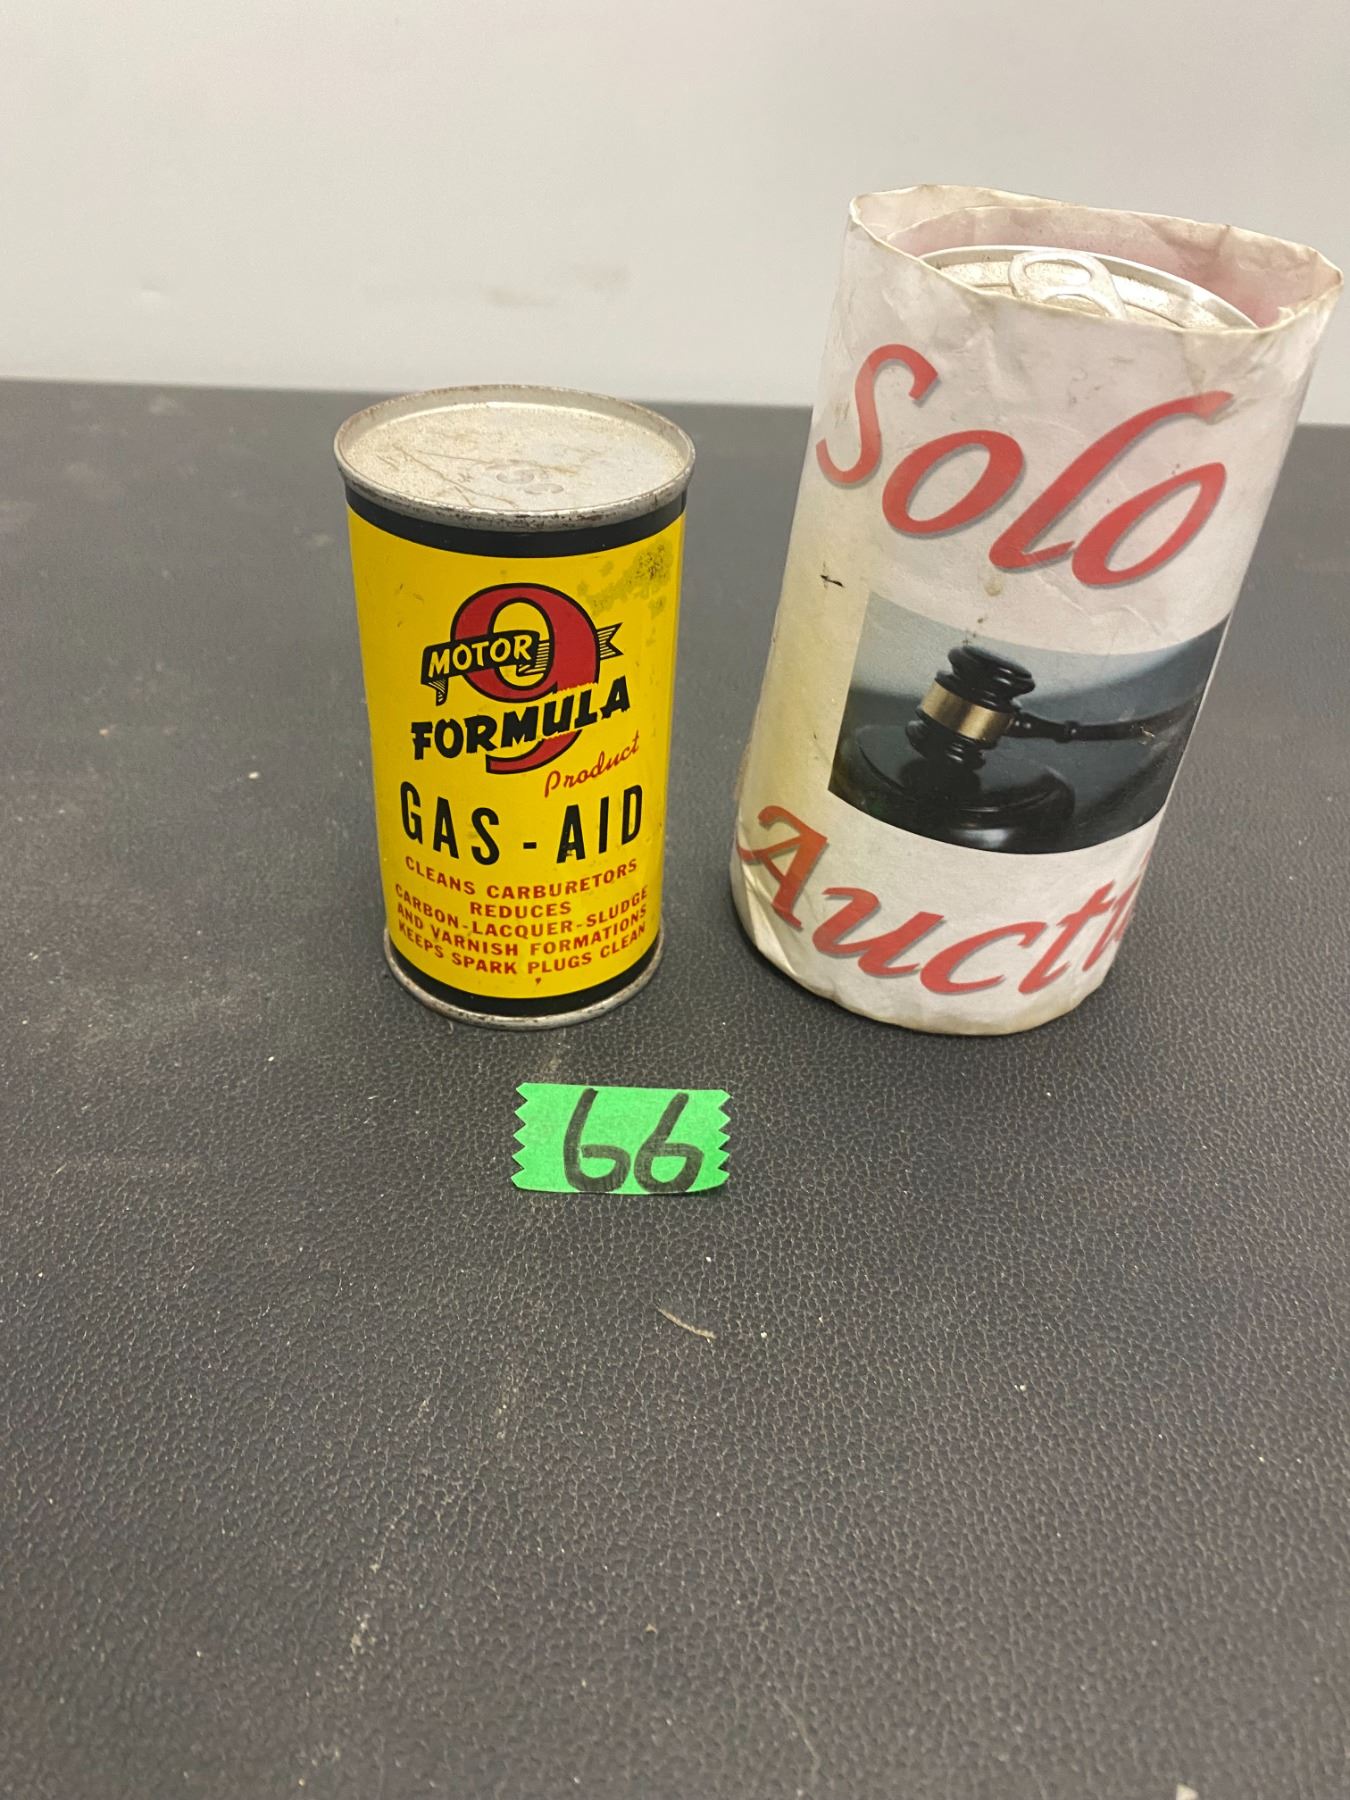 9
MOTOR
FORMULA
Product
GAS-AID
CLEANS CARBURETORS
REDUCES
CARBON-LACQUER-SLUDGE
AND VARNISH FORMATIONS
KEEPS SPARK PLUGS CLEAN
Solo
Aucti
66